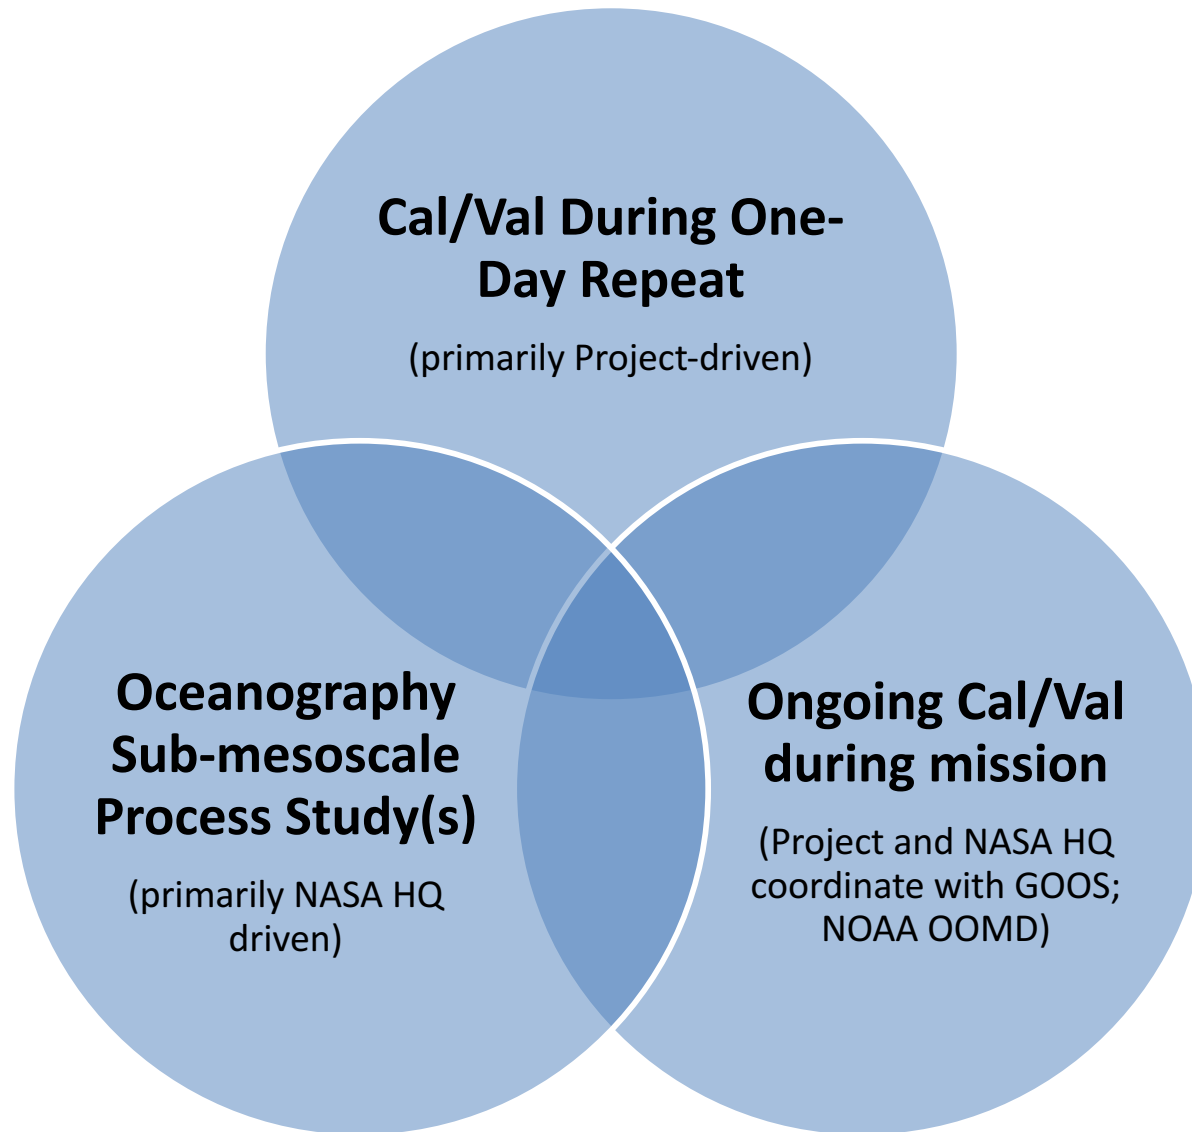 Cal/Val During One-
Day Repeat
(primarily Project-driven)
Oceanography
Sub-mesoscale
Process Study(s)
(primarily NASA HQ
driven)
Ongoing Cal/Val
during mission
(Project and NASA HQ
coordinate with GOOS;
NOAA OOMD)